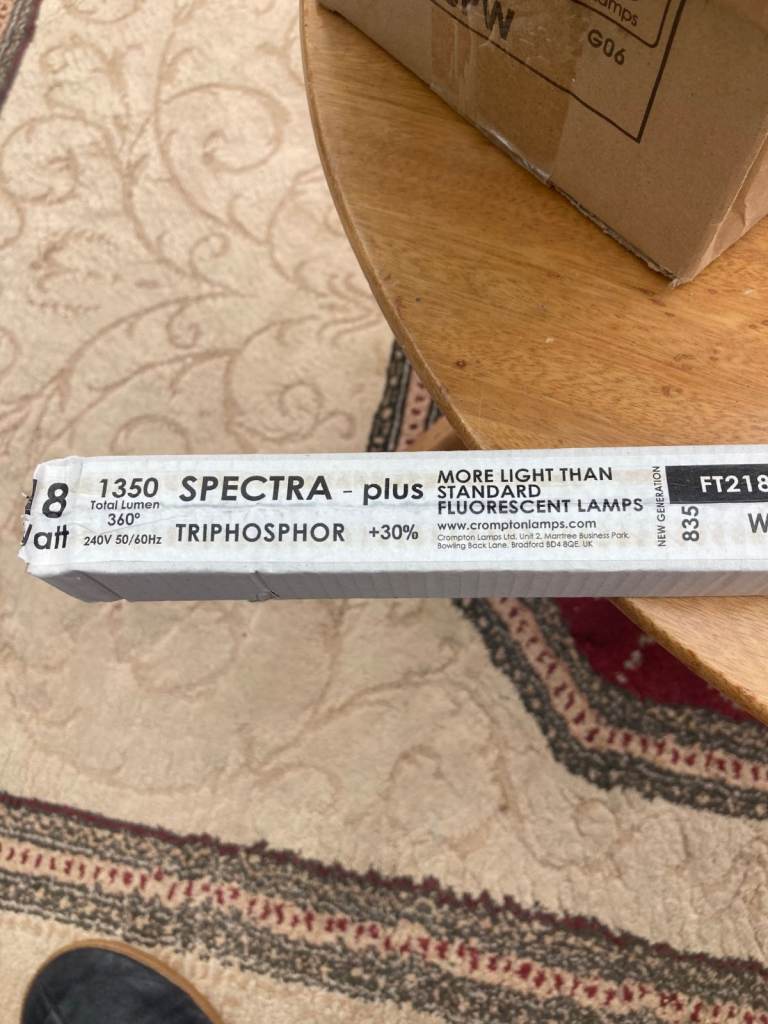 amps
G06
8
1350
Total Lumen
360°
240V 50/60Hz
SPECTRA - plus
TRIPHOSPHOR +30%
MORE LIGHT THAN
STANDARD
FLUORESCENT LAMPS
www.cromptonlamps.com
Crompton Lamps Ltd. Unit 2, Marrtree Business Park,
Bowling Back Lane, Bradford BD4 8QE, UK
NEW GENERATION
835
FT218
W